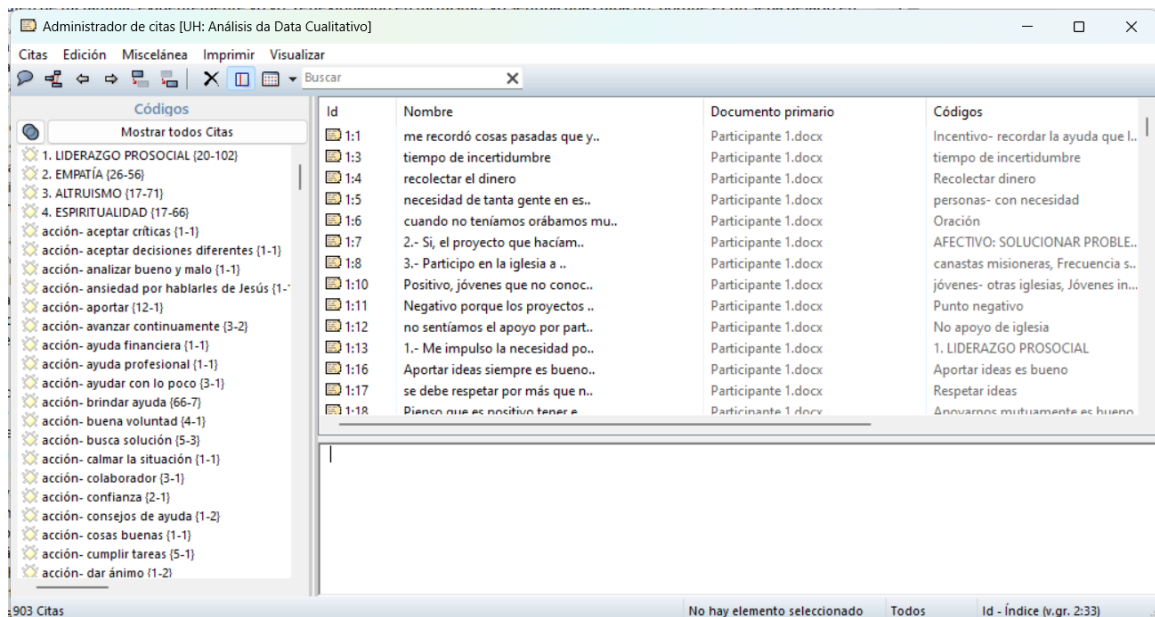 Administrador de citas [UH: Análisis da Data Cualitativo]
Citas Edición Miscelánea Imprimir Visualizar
Buscar
Códigos
Mostrar todos Citas
1. LIDERAZGO PROSOCIAL {20-102}
2. EMPATÍA {26-56}
3. ALTRUISMO {17-71}
4. ESPIRITUALIDAD {17-66}
acción- aceptar críticas {1-1}
acción- aceptar decisiones diferentes {1-1}
acción- analizar bueno y malo {1-1}
acción- ansiedad por hablarles de Jesús {1-
acción- aportar {12-1}
acción- avanzar continuamente {3-2}
acción- ayuda financiera {1-1}
acción- ayuda profesional {1-1}
acción- ayudar con lo poco {3-1}
acción- brindar ayuda {66-7}
acción- buena voluntad {4-1}
acción- busca solución {5-3}
acción- calmar la situación {1-1}
acción- colaborador {3-1}
acción- confianza {2-1}
acción- consejos de ayuda {1-2}
acción- cosas buenas {1-1}
acción- cumplir tareas {5-1}
acción- dar ánimo {1-2}
Id Nombre Documento primario Códigos
1:1 me recordó cosas pasadas que y.. Participante 1.docx Incentivo- recordar la ayuda que l..
1:3 tiempo de incertidumbre Participante 1.docx tiempo de incertidumbre
1:4 recolectar el dinero Participante 1.docx Recolectar dinero
1:5 necesidad de tanta gente en es.. Participante 1.docx personas- con necesidad
1:6 cuando no teníamos orábamos mu.. Participante 1.docx Oración
1:7 2.- Si, el proyecto que hacíam.. Participante 1.docx AFECTIVO: SOLUCIONAR PROBLE..
1:8 3.- Participo en la iglesia a .. Participante 1.docx canastas misioneras, Frecuencia s..
1:10 Positivo, jóvenes que no conoc.. Participante 1.docx jóvenes- otras iglesias, Jóvenes in...
1:11 Negativo porque los proyectos .. Participante 1.docx Punto negativo
1:12 no sentíamos el apoyo por part.. Participante 1.docx No apoyo de iglesia
1:13 1.- Me impulso la necesidad po.. Participante 1.docx 1. LIDERAZGO PROSOCIAL
1:16 Aportar ideas siempre es bueno.. Participante 1.docx Aportar ideas es bueno
1:17 se debe respetar por más que n.. Participante 1.docx Respetar ideas
1:18 Pienso que es positivo tener e Participante 1.docx Apoyarnos mutuamente es bueno
903 Citas No hay elemento seleccionado Todos Id - Índice (v.gr. 2:33)